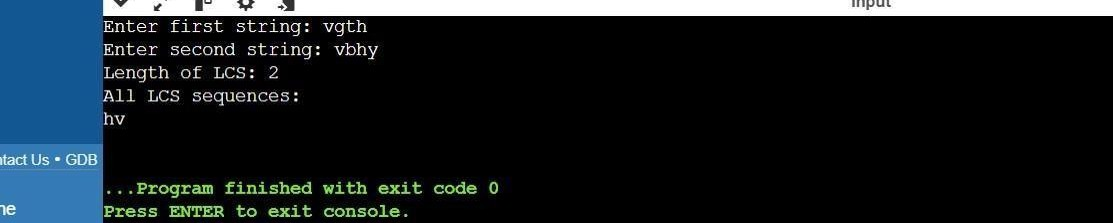 input
Enter first string: vgth
Enter second string: vbhy
Length of LCS: 2
All LCS sequences:
hv
tact Us • GDB
...Program finished with exit code 0
ne
Press ENTER to exit console.